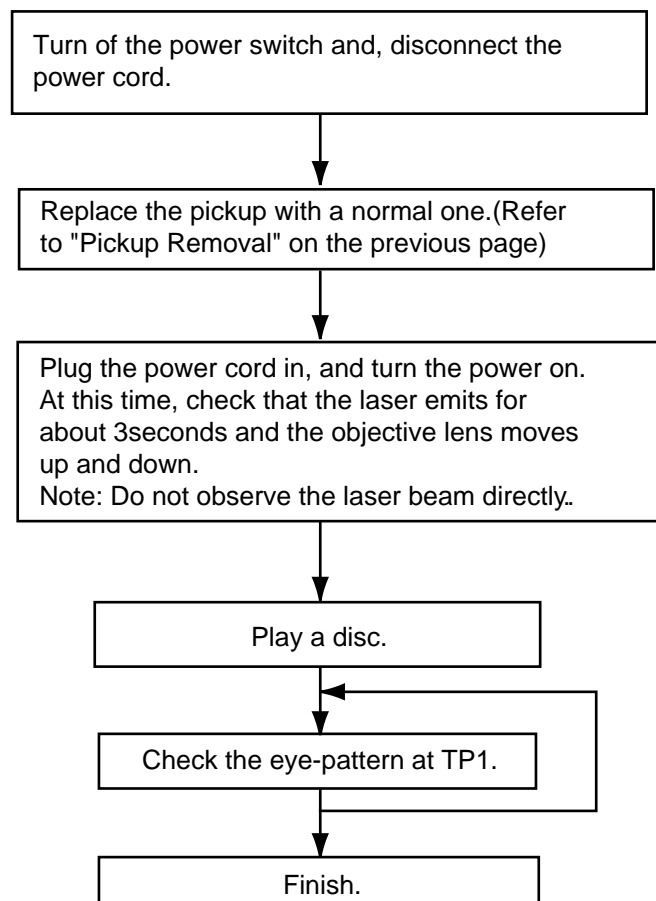 Turn of the power switch and, disconnect the
power cord.
Replace the pickup with a normal one.(Refer
to "Pickup Removal" on the previous page)
Plug the power cord in, and turn the power on.
At this time, check that the laser emits for
about 3seconds and the objective lens moves
up and down.
Note: Do not observe the laser beam directly..
Play a disc.
Check the eye-pattern at TP1.
Finish.